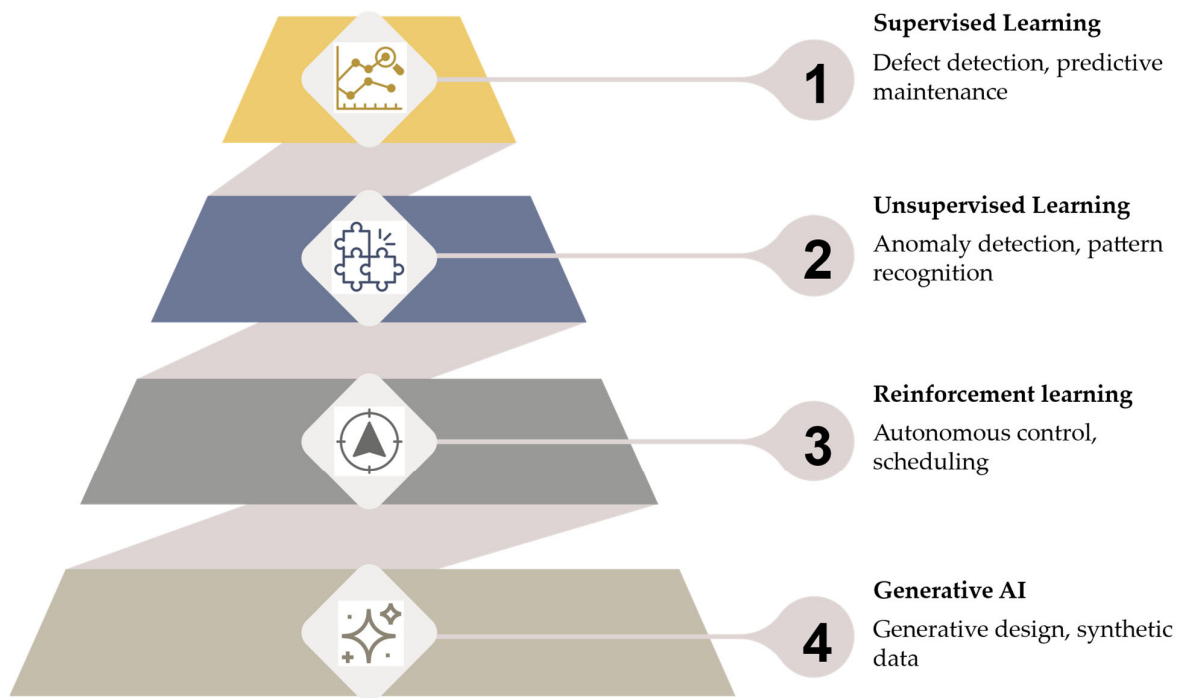 Supervised Learning
1
Defect detection, predictive
maintenance
Unsupervised Learning
2
Anomaly detection, pattern
recognition
Reinforcement learning
3
Autonomous control,
scheduling
Generative AI
4
Generative design, synthetic
data